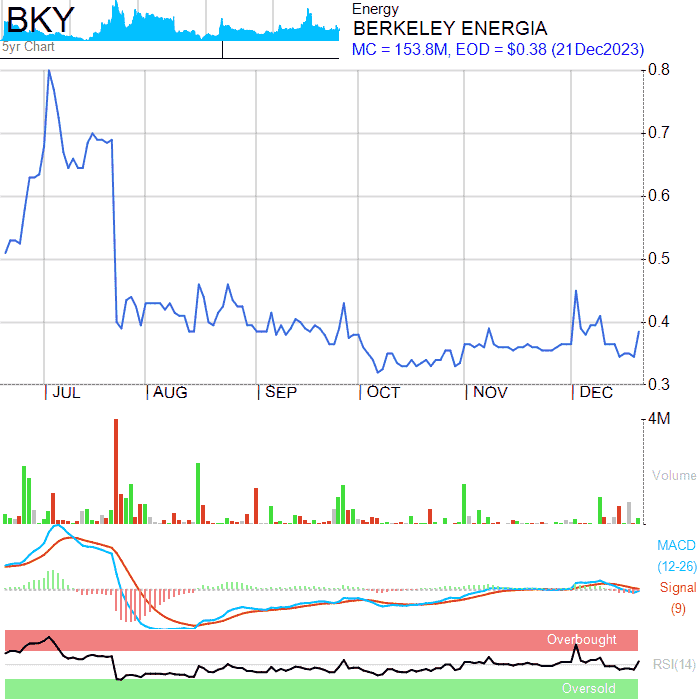 BKY
Energy
BERKELEY ENERGIA
5yr Chart
MC = 153.8M, EOD = $0.38 (21Dec2023)
0.8
0.7
0.6
0.5
0.4
0.3
JUL AUG SEP OCT NOV DEC
4M
Volume
MACD
(12-26)
Signal
(9)
Overbought
RSI(14)
Oversold